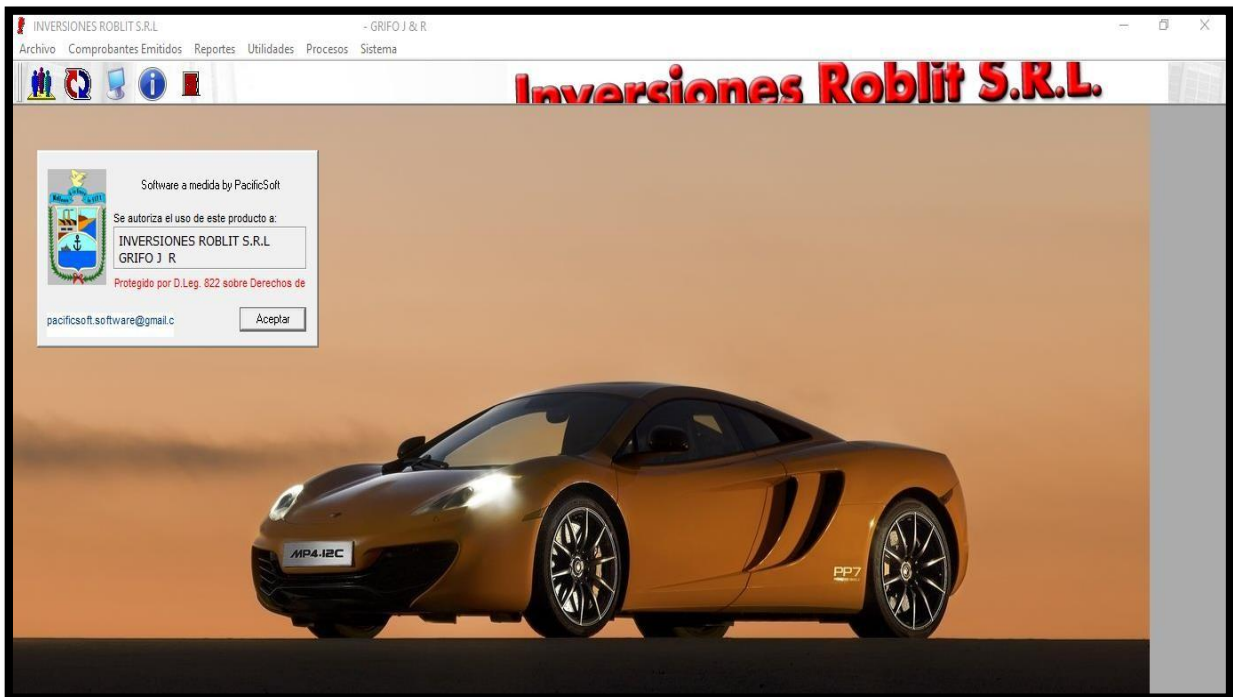 INVERSIONES ROBLIT S.R.L - GRIFO J & R
Archivo Comprobantes Emitidos Reportes Utilidades Procesos Sistema
Inversiones Roblit S.R.L.
Software a medida by PacificSoft
Se autoriza el uso de este producto a:
INVERSIONES ROBLIT S.R.L
GRIFO J R
Protegido por D.Leg. 822 sobre Derechos de
pacificsoft.software@gmail.c
Aceptar
MP4-12C
PP7